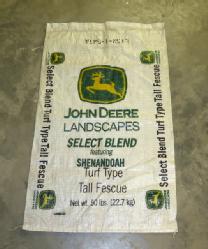 JOHN DEERE
LANDSCAPES
SELECT BLEND
featuring
SHENANDOAH
Turf Type
Tall Fescue
Net wt. 50 lbs. (22.7 kg)
Select Blend Turf Type Tall Fescue
Select Blend Turf Type Tall Fescue